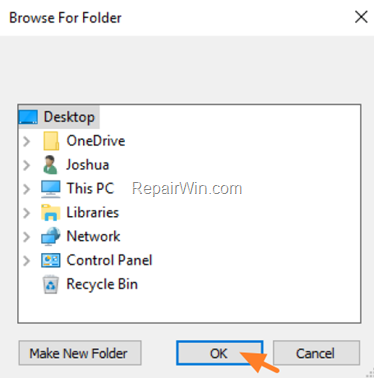 Browse For Folder
Desktop
OneDrive
Joshua
This PC RepairWin.com
Libraries
Network
Control Panel
Recycle Bin
Make New Folder OK Cancel